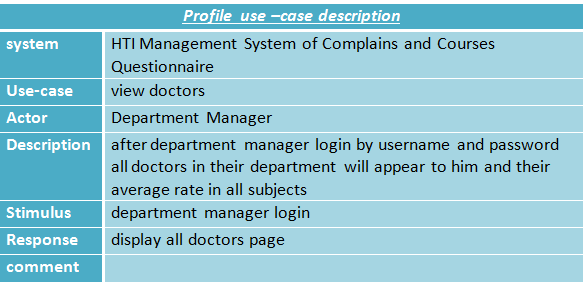 Profile use –case description
system HTI Management System of Complains and Courses
Questionnaire
Use-case view doctors
Actor Department Manager
Description after department manager login by username and password
all doctors in their department will appear to him and their
average rate in all subjects
Stimulus department manager login
Response display all doctors page
comment